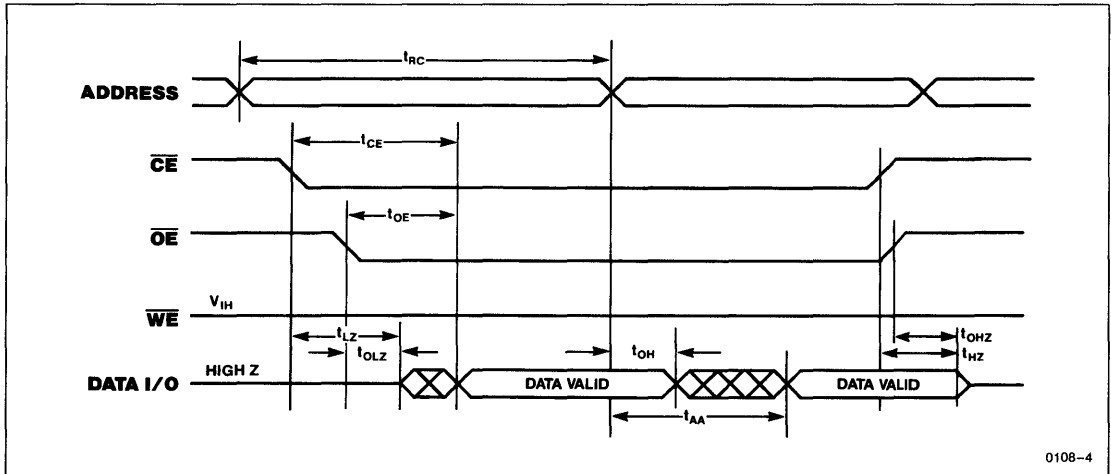 tRC
ADDRESS
tCE
CE
tOE
OE
VIH
WE
tLZ
tOHZ
tOLZ
tOH
tHZ
HIGH Z
DATA I/O
DATA VALID
DATA VALID
tAA
0108–4